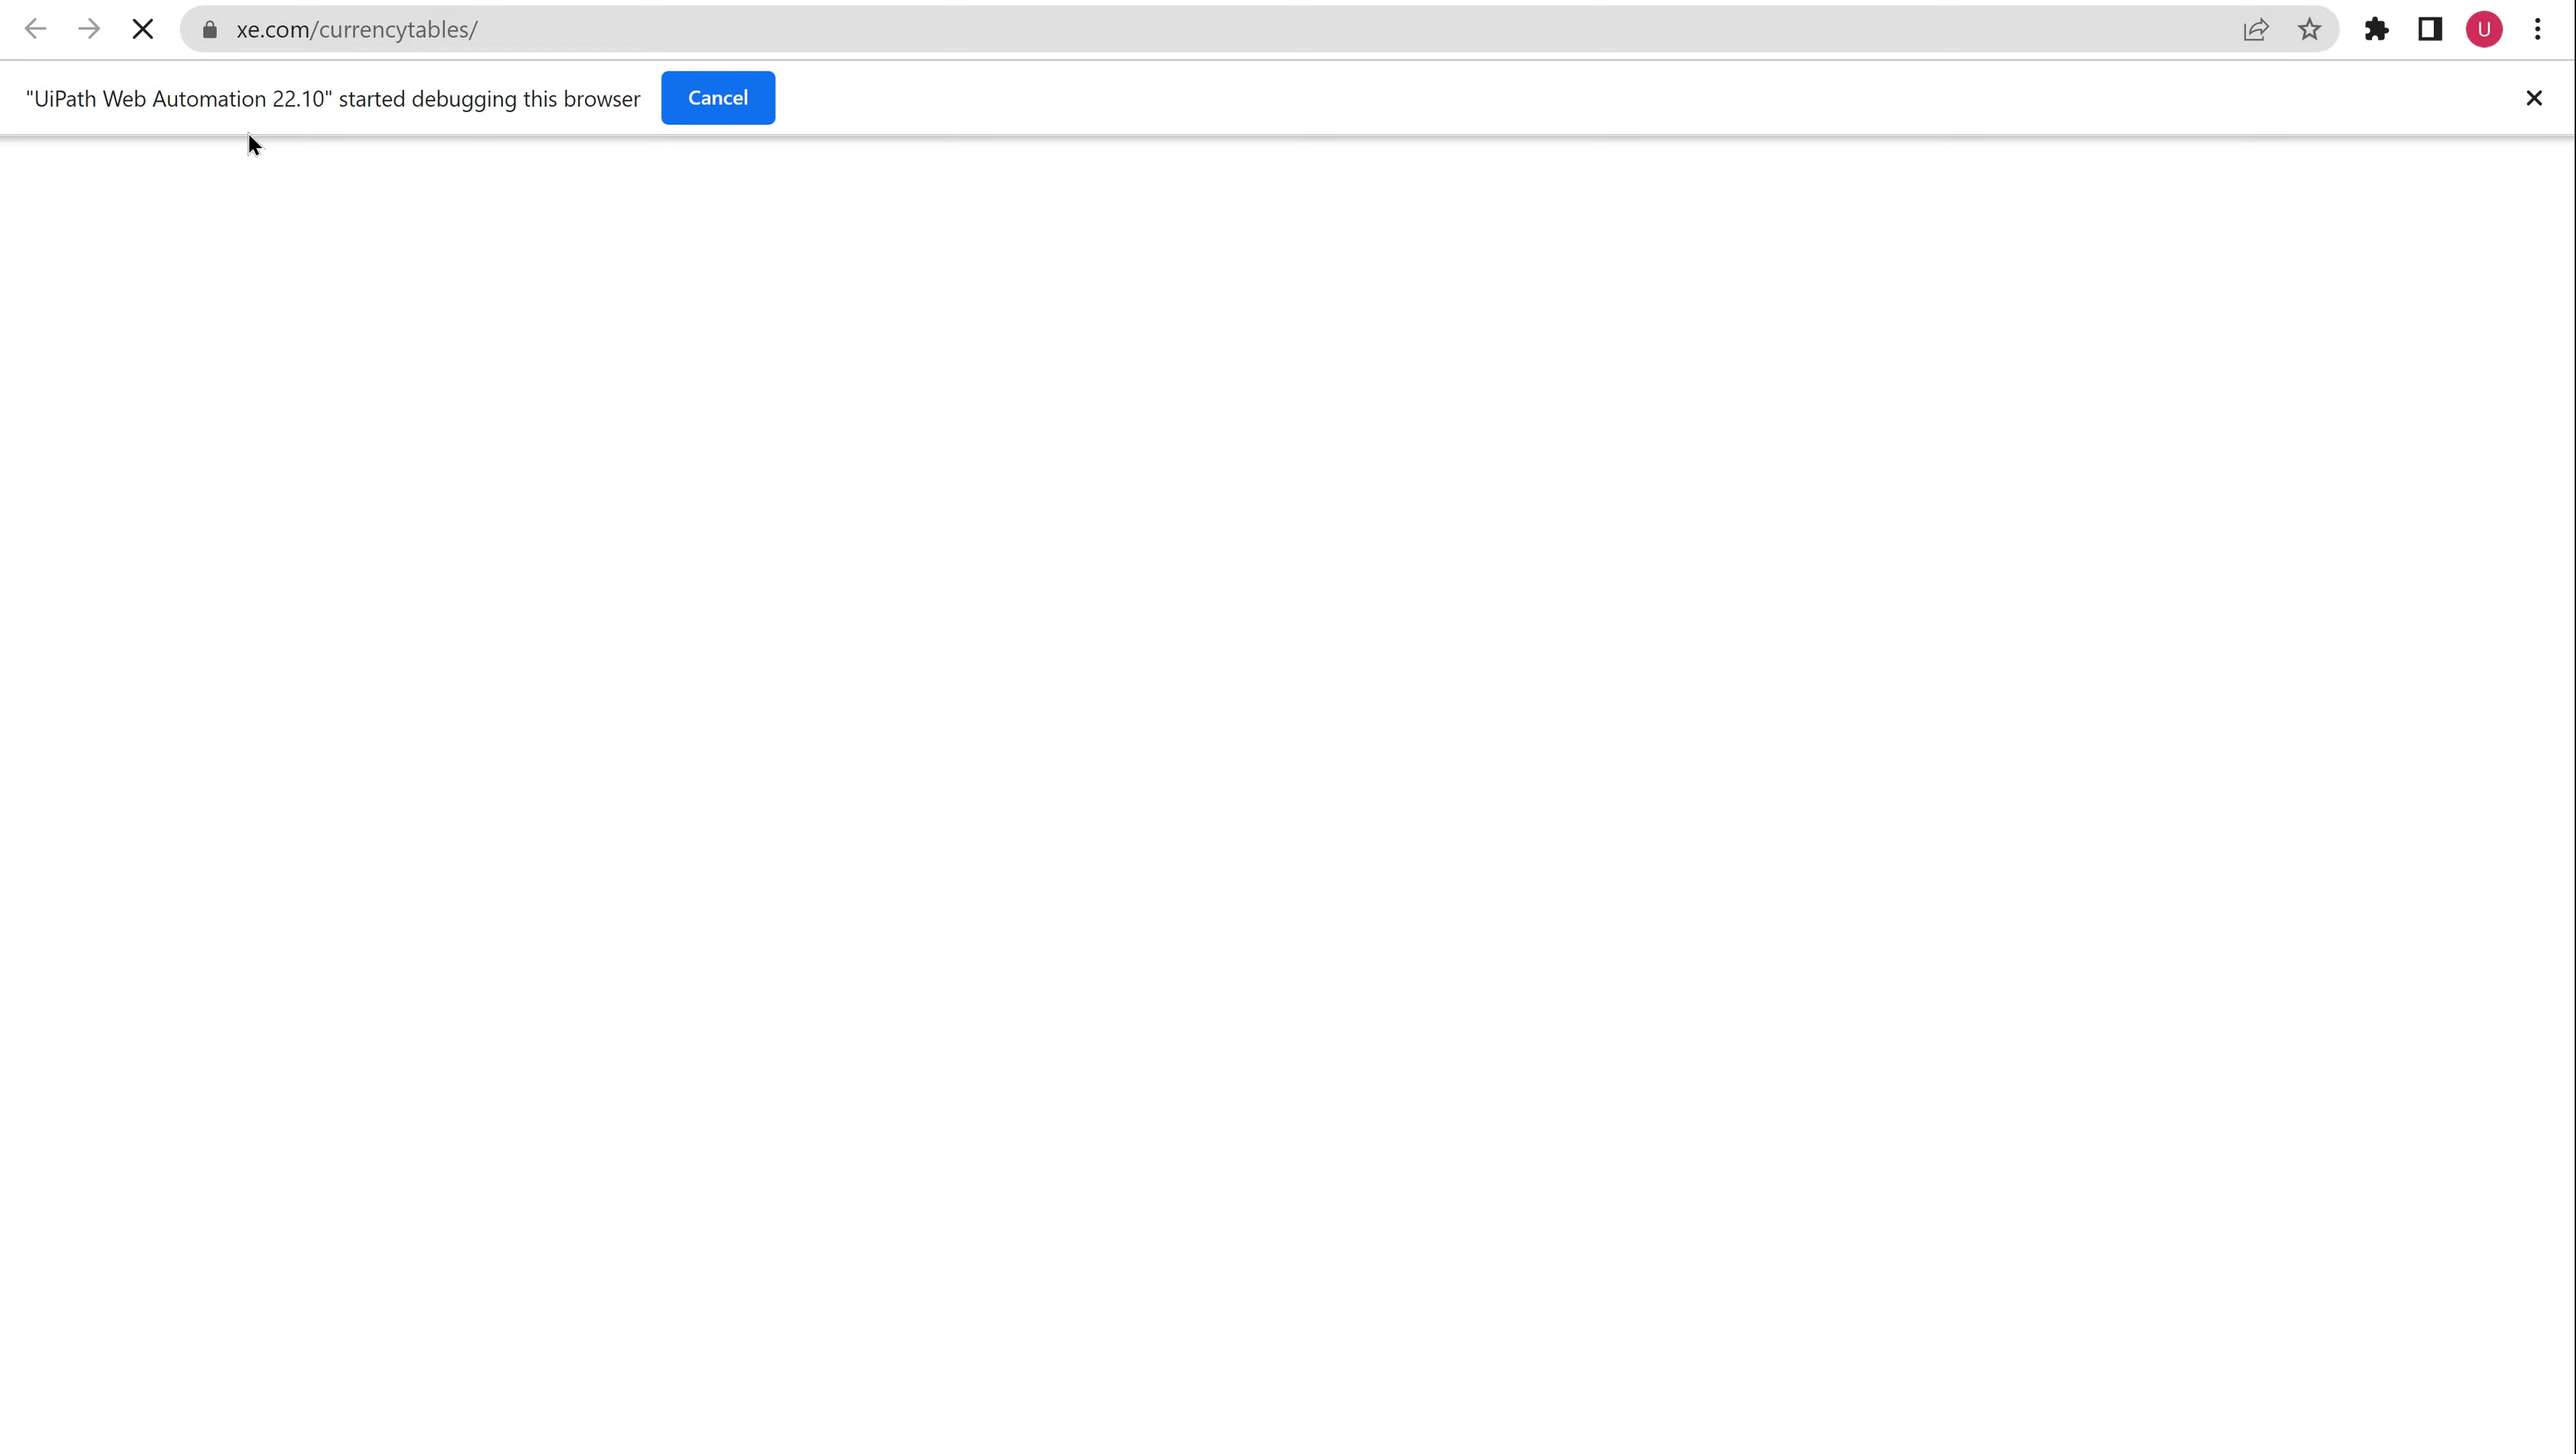 xe.com/currencytables/
U
"UiPath Web Automation 22.10" started debugging this browser
Cancel